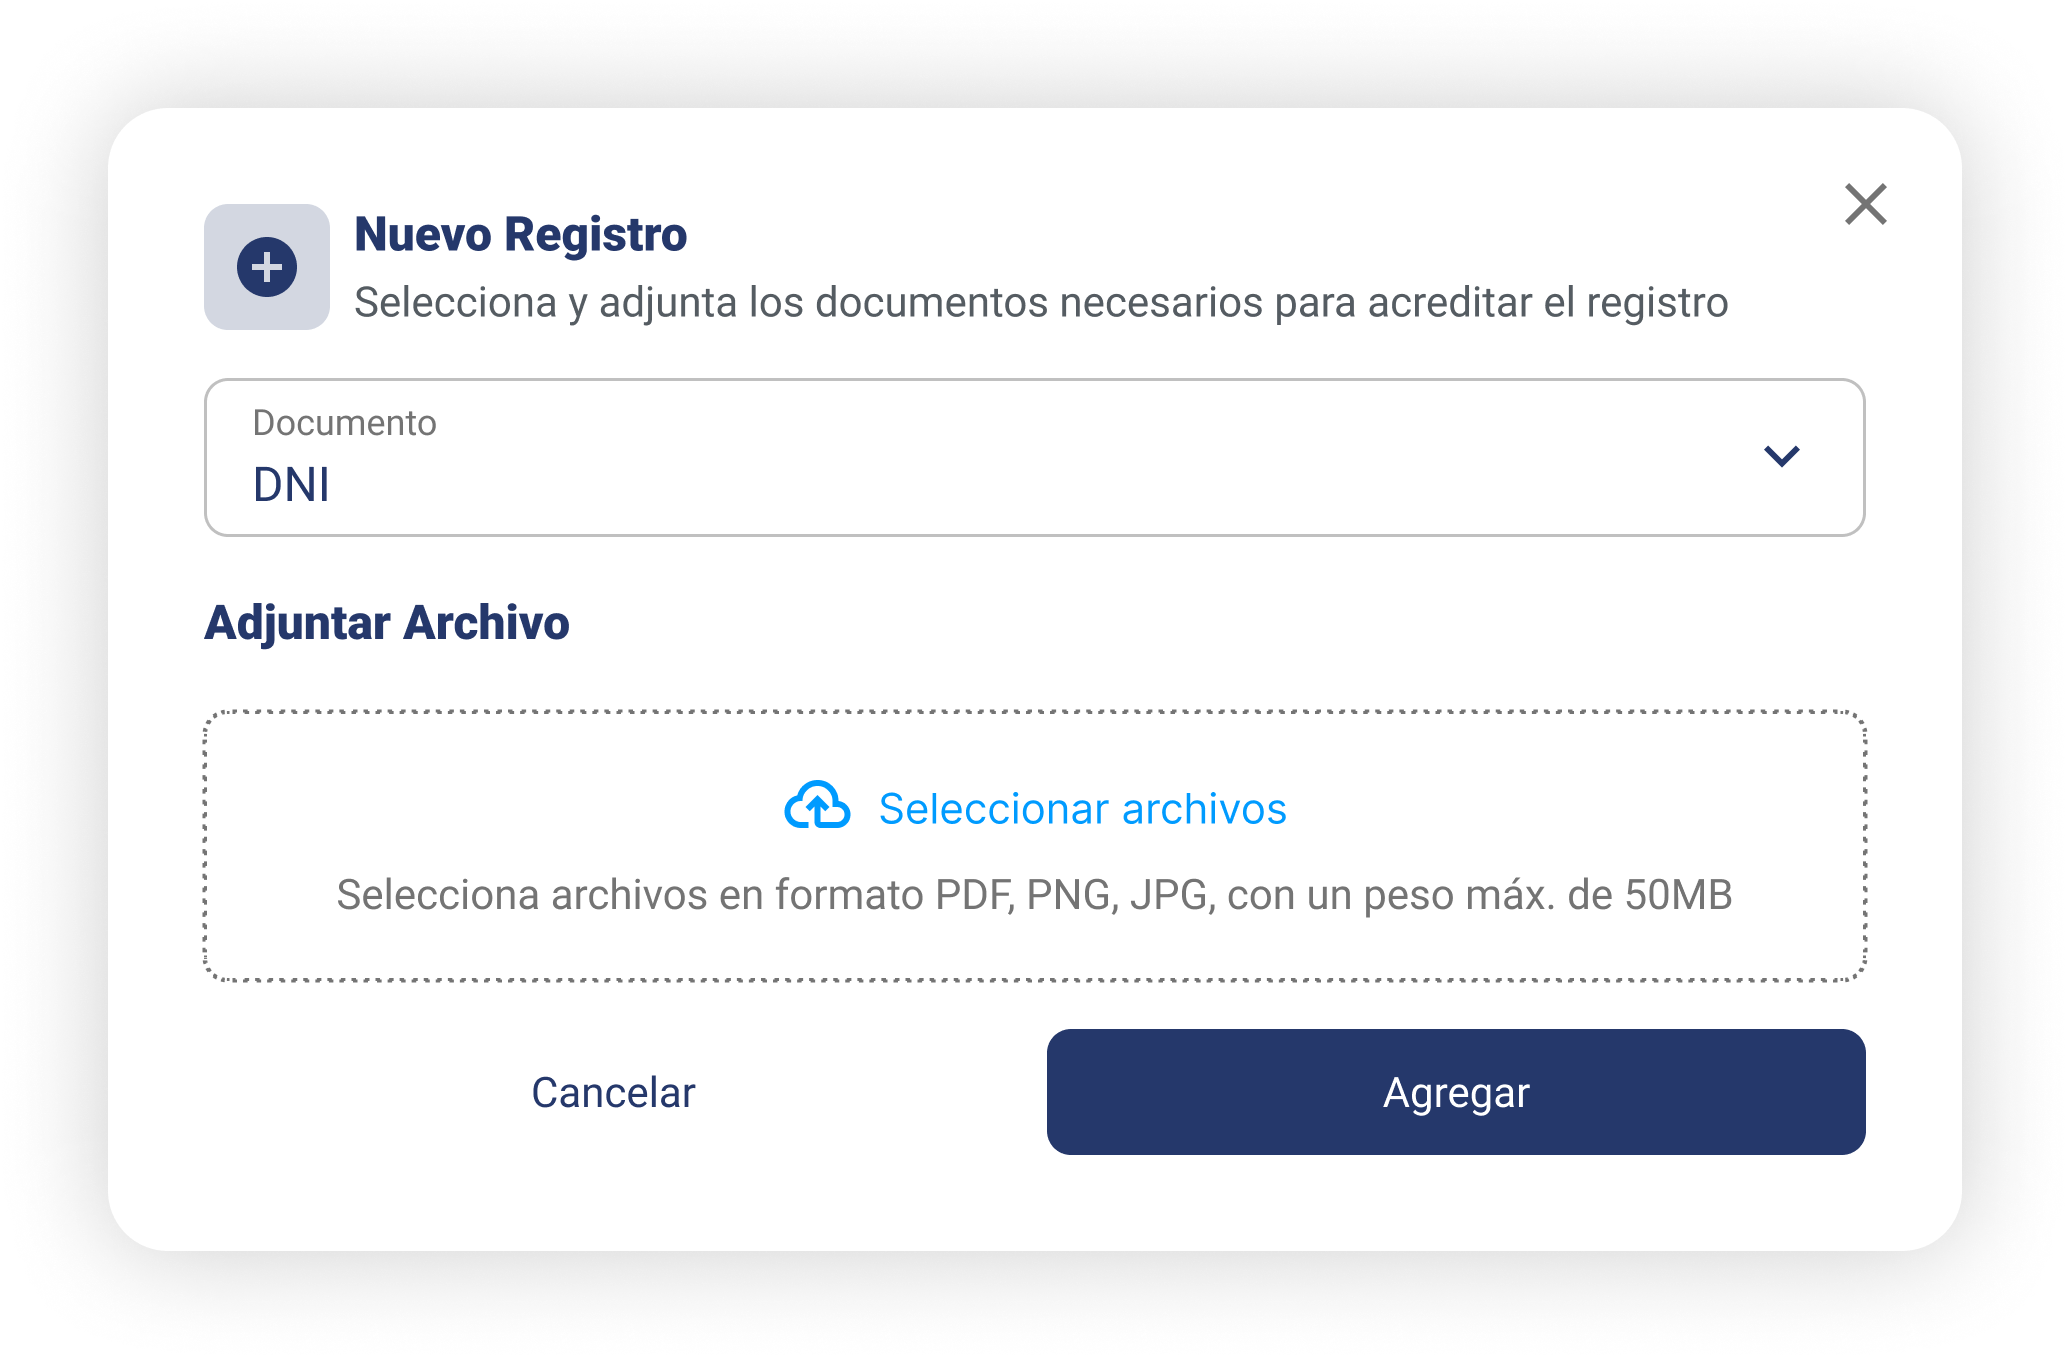 Nuevo Registro
Selecciona y adjunta los documentos necesarios para acreditar el registro
Documento
DNI
Adjuntar Archivo
Seleccionar archivos
Selecciona archivos en formato PDF, PNG, JPG, con un peso máx. de 50MB
Cancelar
Agregar